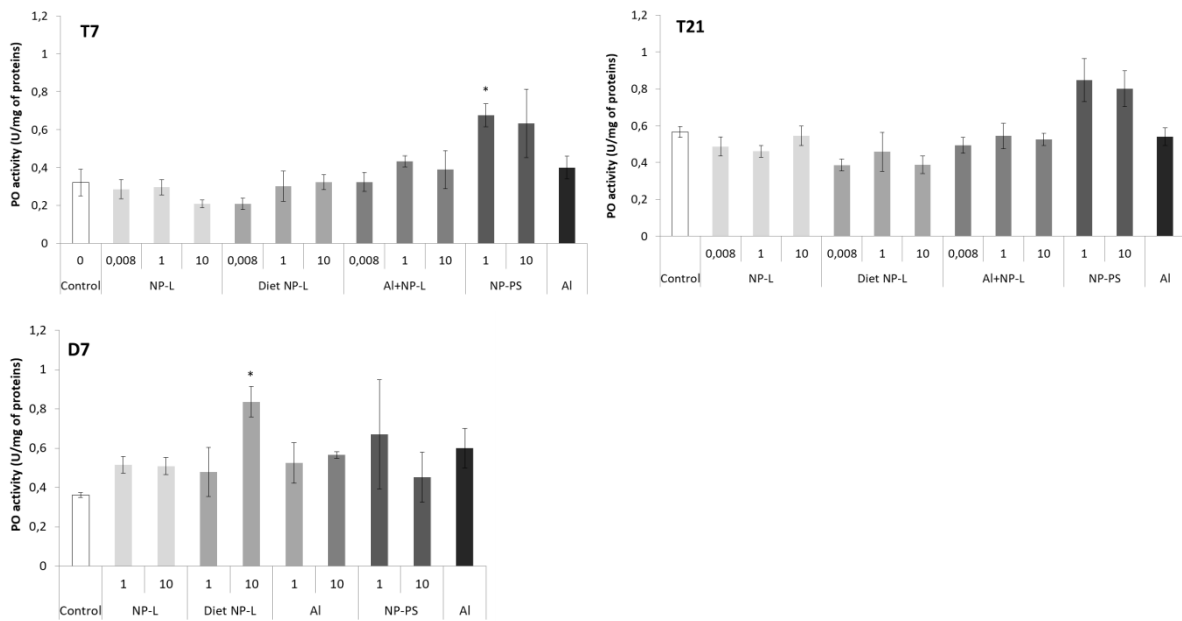 T7
PO activity (U/mg of proteins)
1,2
1
0,8
0,6
0,4
0,2
0
*
0 0,008 1 10 0,008 1 10 0,008 1 10 1 10
Control NP-L Diet NP-L Al+NP-L NP-PS Al
T21
PO activity (U/mg of proteins)
1,2
1
0,8
0,6
0,4
0,2
0
0,008 1 10 0,008 1 10 0,008 1 10 1 10
Control NP-L Diet NP-L Al+NP-L NP-PS Al
D7
PO activity (U/mg of proteins)
1,2
1
0,8
0,6
0,4
0,2
0
*
1 10 1 10 1 10 1 10
Control NP-L Diet NP-L Al NP-PS Al